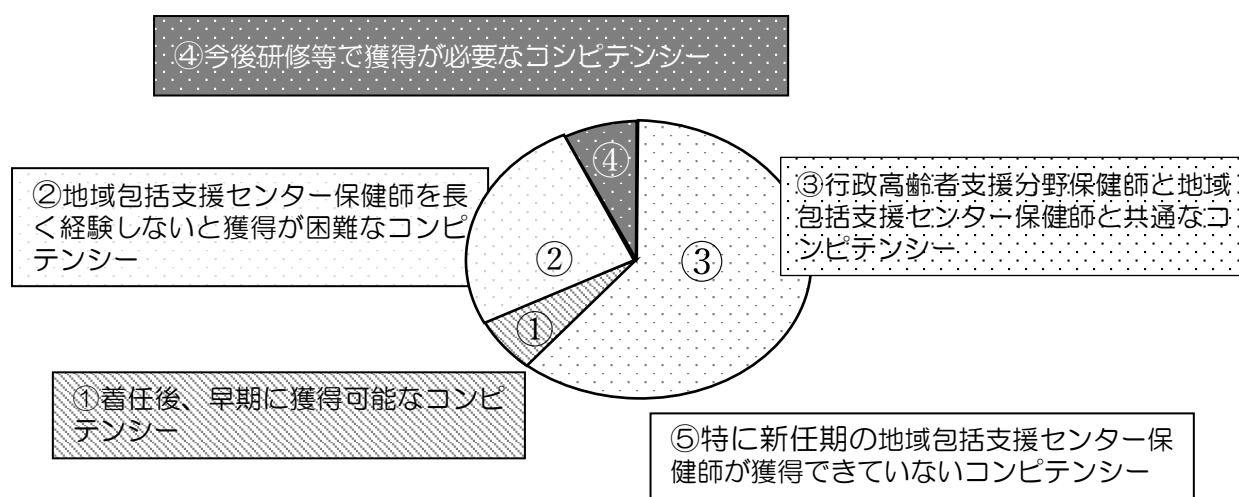 ④今後研修等で獲得が必要なコンピテンシー
④
②地域包括支援センター保健師を長
く経験しないと獲得が困難なコンピ
テンシー
③行政高齢者支援分野保健師と地域
包括支援センター保健師と共通なコ
ンピテンシー
②
③
①
①着任後、早期に獲得可能なコンピ
テンシー
⑤特に新任期の地域包括支援センター保
健師が獲得できていないコンピテンシー